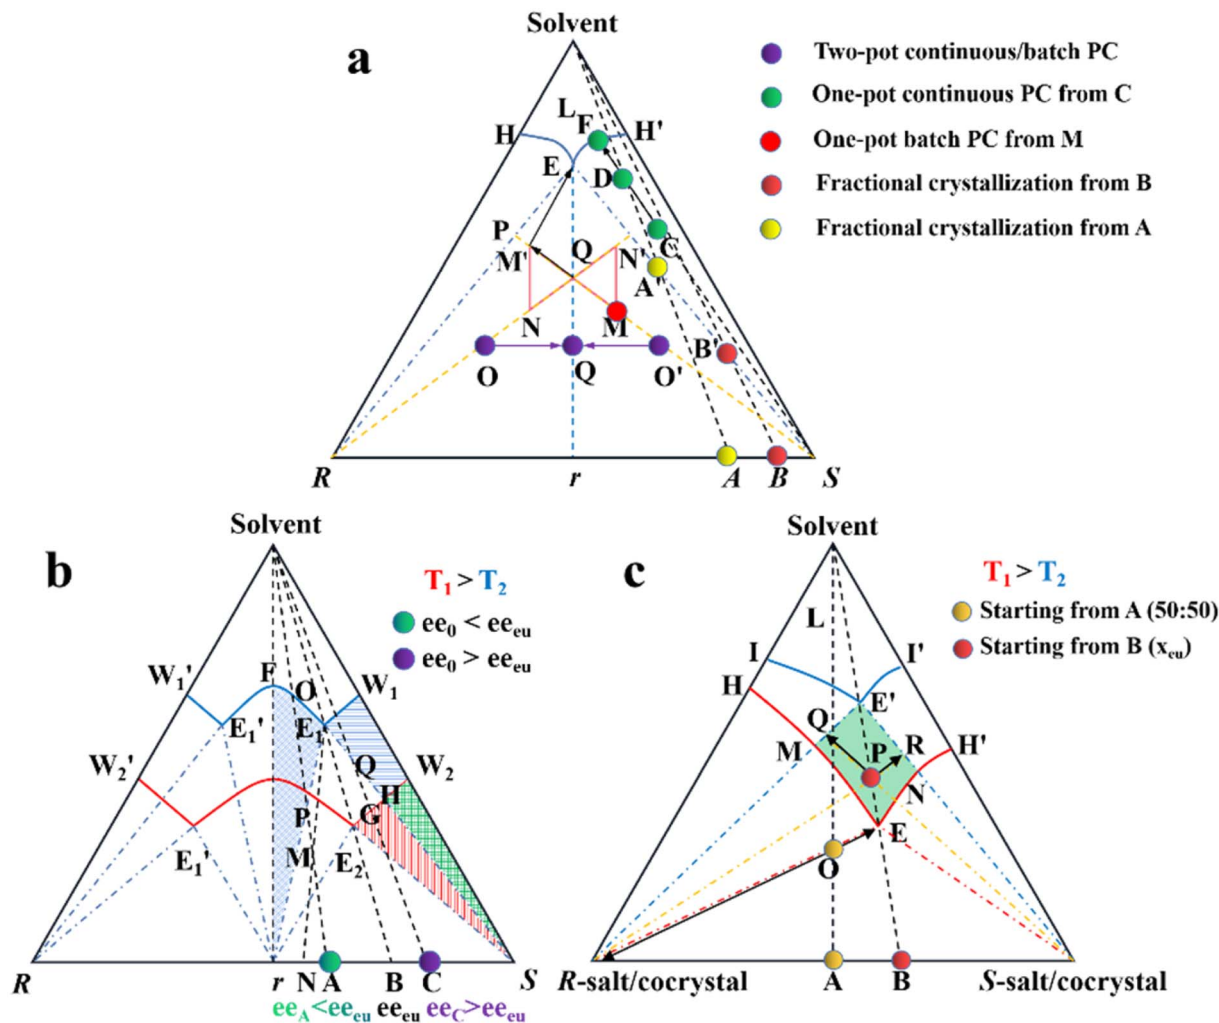 Solvent
a
Two-pot continuous/batch PC
One-pot continuous PC from C
One-pot batch PC from M
Fractional crystallization from B
Fractional crystallization from A
L
F
H
H'
E
D
P
C
M'
Q
N'
A'
N
M
B'
O
Q
O'
R
r
A
B
S
b
Solvent
T1 > T2
ee0 < eeeu
ee0 > eeeu
W1'
F
O
W1
E1'
E1
W2'
Q
W2
H
P
G
M
E1'
E2
R
r
N
A
B
C
S
eeA<eeeu eeeu eeC>eeeu
c
Solvent
T1 > T2
Starting from A (50:50)
Starting from B (xeu)
L
I
I'
H
E'
Q
R
H'
M
P
N
E
O
R-salt/cocrystal
A
B
S-salt/cocrystal